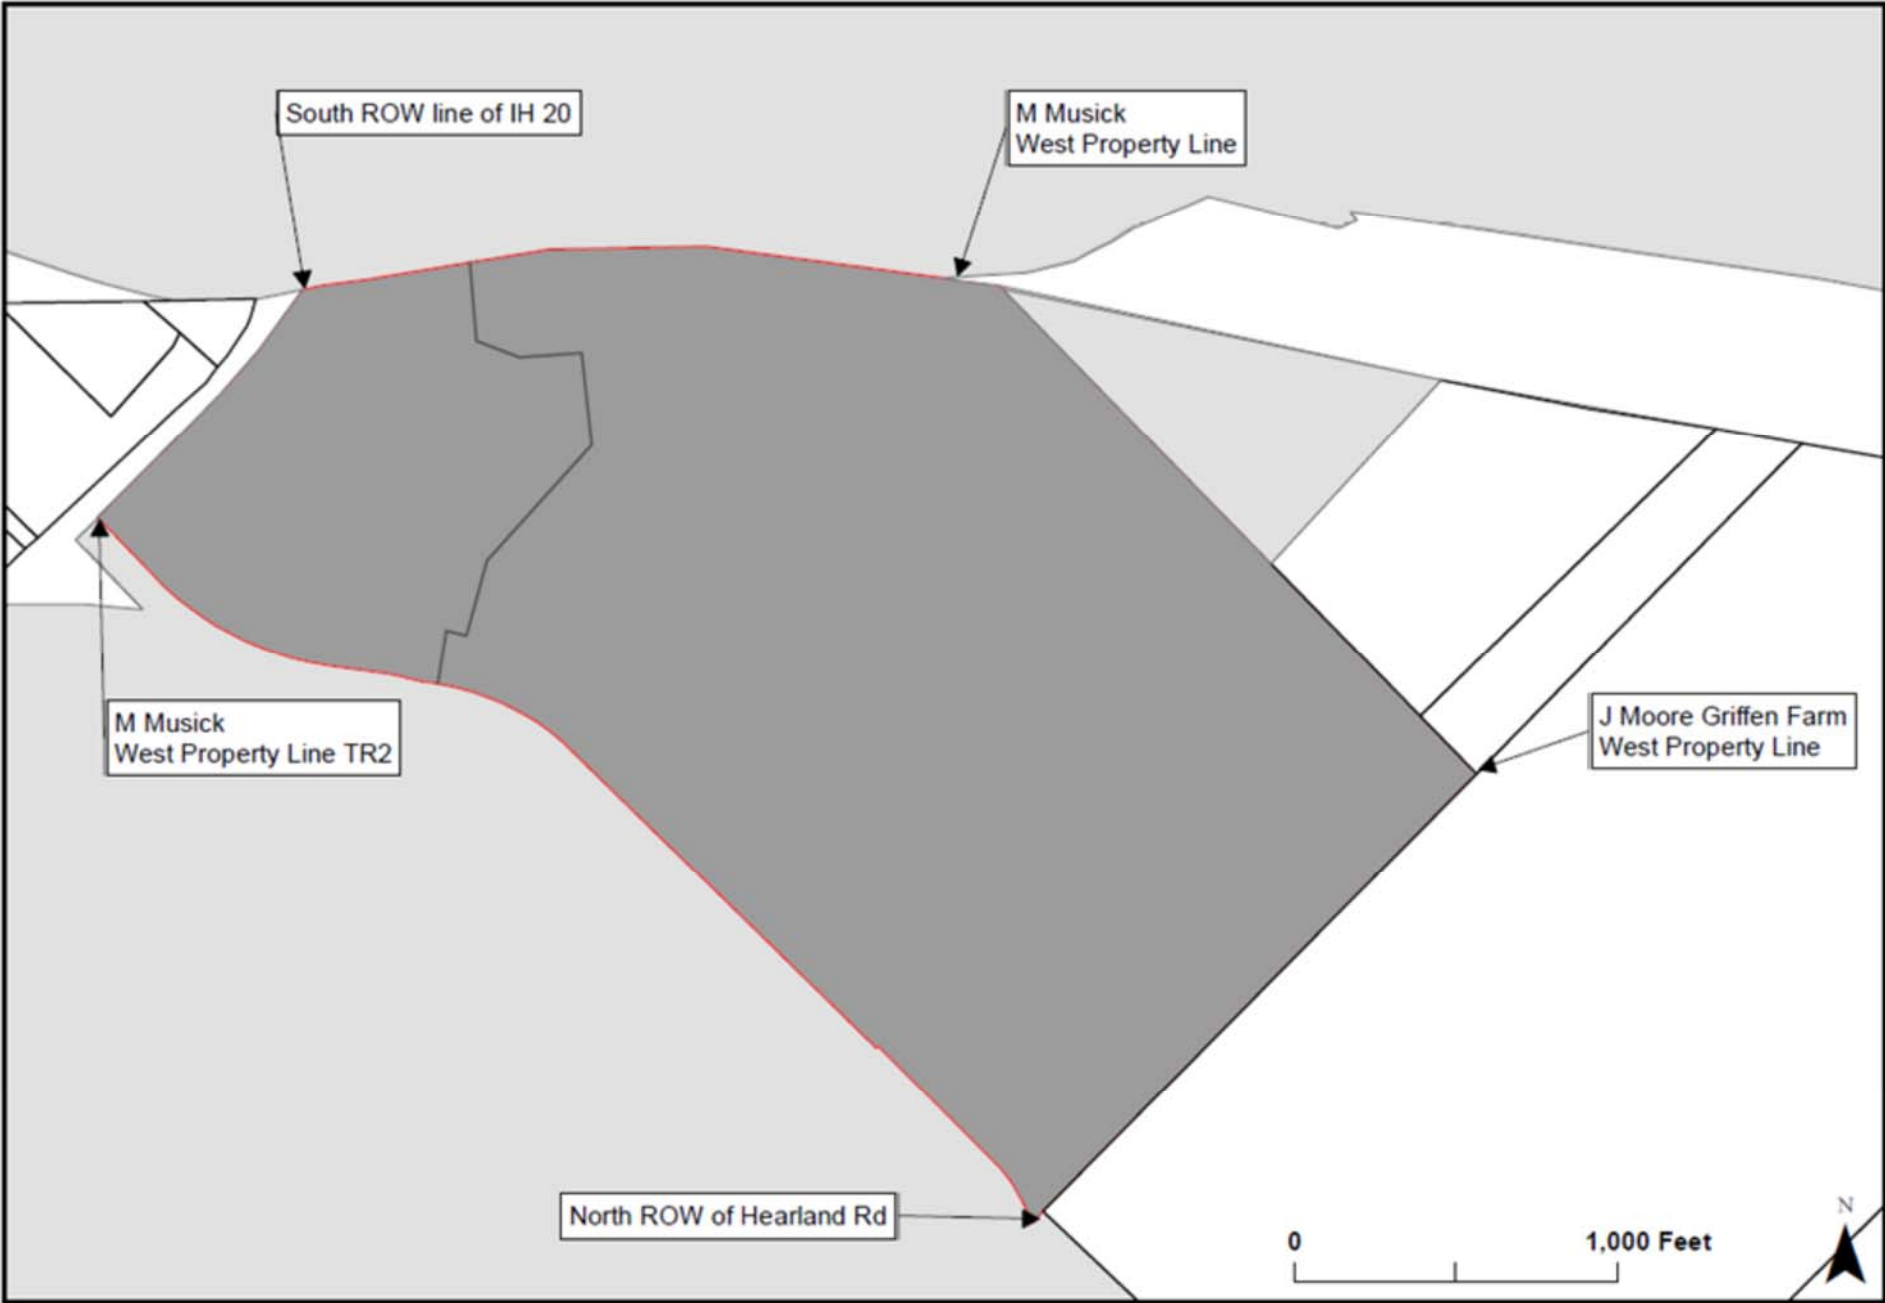 South ROW line of IH 20
M Musick
West Property Line
M Musick
West Property Line TR2
J Moore Griffen Farm
West Property Line
North ROW of Hearland Rd
0 1,000 Feet
N